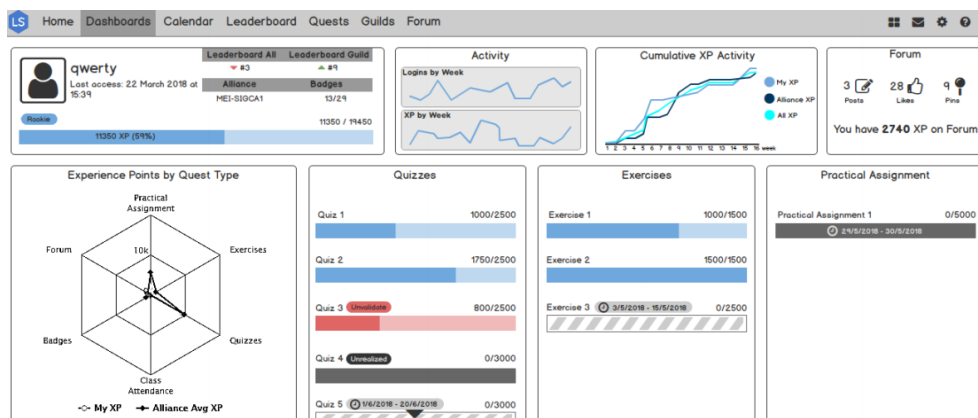 LS Home Dashboards Calendar Leaderboard Quests Guilds Forum
qwerty
Last access: 22 March 2018 at
15:39
Leaderboard All Leaderboard Guild
#3 #9
Alliance Badges
MEI-SIGCA1 13/29
Rookie 11350 / 19450
11350 XP (59%)
Activity
Logins by Week
XP by Week
Cumulative XP Activity
My XP
Alliance XP
All XP
1 2 3 4 5 6 7 8 9 10 11 12 13 14 15 16 week
Forum
3 28 9
Posts Likes Pins
You have 2740 XP on Forum
Experience Points by Quest Type
Practical
Assignment
Forum 10k Exercises
Badges Quizzes
Class
Attendance
My XP Alliance Avg XP
Quizzes
Quiz 1 1000/2500
Quiz 2 1750/2500
Quiz 3 Unvalidate 800/2500
Quiz 4 Unrealized 0/3000
Quiz 5 1/6/2018 - 20/6/2018 0/3000
Exercises
Exercise 1 1000/1500
Exercise 2 1500/1500
Exercise 3 3/5/2018 - 15/5/2018 0/2500
Practical Assignment
Practical Assignment 1 0/5000
29/5/2018 - 30/5/2018